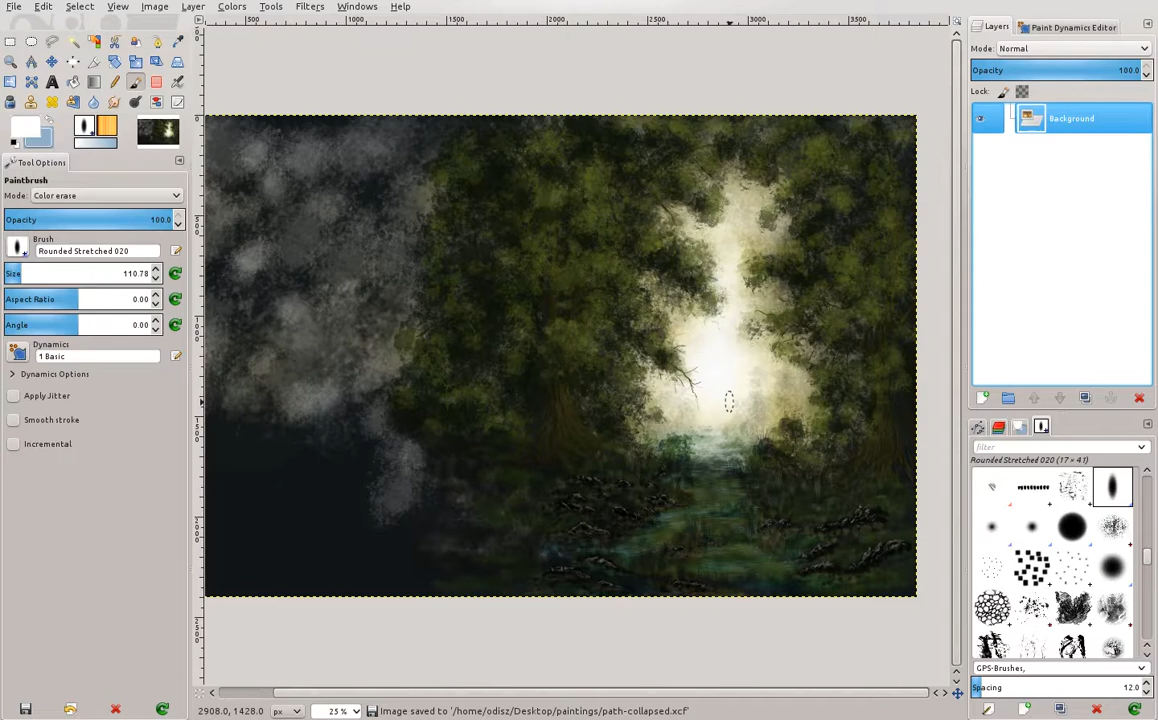 File Edit Select View Image Layer Colors Tools Filters Windows Help
500 1000 1500 2000 2500 3000 3500
Layers Paint Dynamics Editor
Mode: Normal
Opacity 100.0
Lock:
Background
Tool Options
Paintbrush
Mode: Color erase
Opacity 100.0
Brush
Rounded Stretched 020
Size 110.78
Aspect Ratio 0.00
Angle 0.00
Dynamics
1 Basic
Dynamics Options
Apply Jitter
Smooth stroke
Incremental
filter
Rounded Stretched 020 (17 × 41)
GPS-Brushes,
Spacing 12.0
2908.0, 1428.0 px 25 % Image saved to '/home/odisz/Desktop/paintings/path-collapsed.xcf'